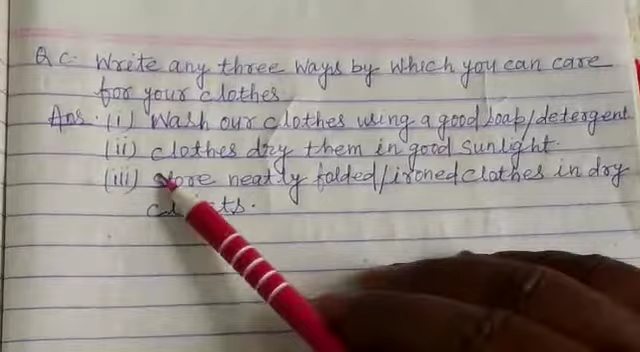 Q C. Write any three ways by which you can care
for your clothes.
Ans. (i) Wash our clothes using a good soap/detergent
(ii) clothes dry them in good sunlight.
(iii) Store neatly folded/ironed clothes in dry